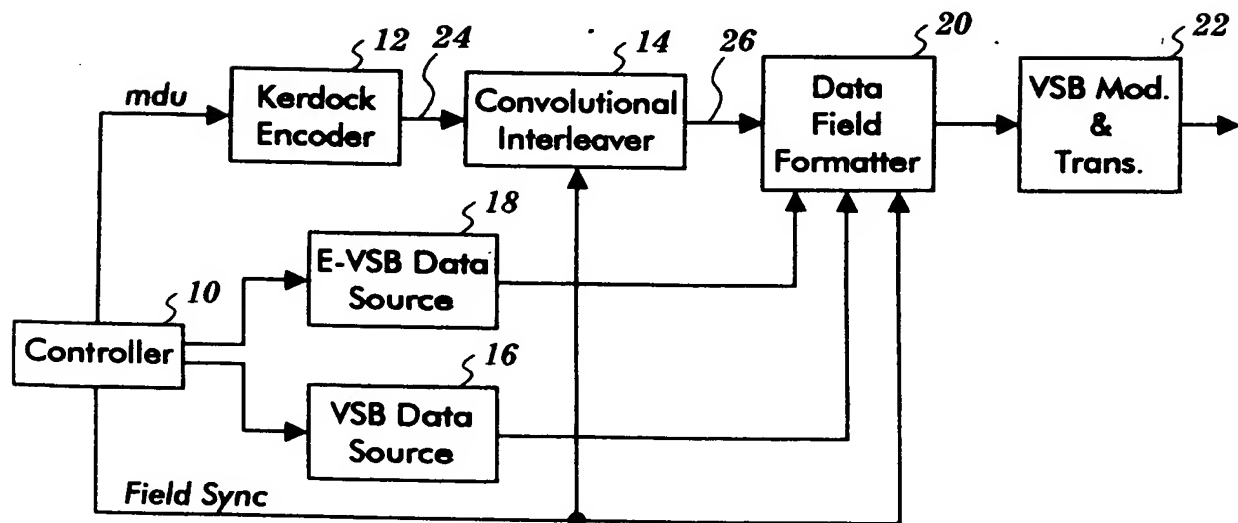 12
24
14
26
20
22
mdu
Kerdock
Encoder
Convolutional
Interleaver
Data
Field
Formatter
VSB Mod.
&
Trans.
18
E-VSB Data
Source
10
Controller
16
VSB Data
Source
Field Sync